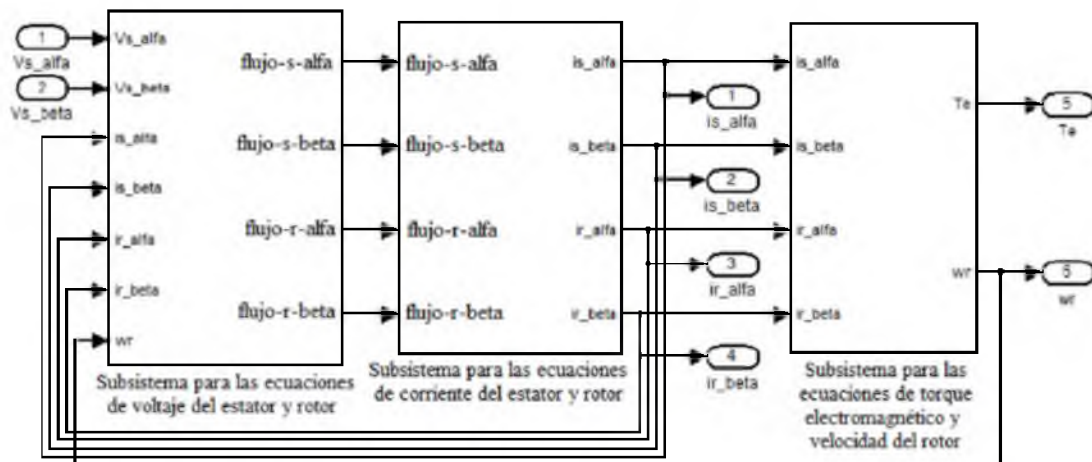 1
Vs_alfa
2
Vs_beta
Vs_alfa
Vs_beta
is_alfa
is_beta
ir_alfa
ir_beta
wr
flujo-s-alfa
flujo-s-beta
flujo-r-alfa
flujo-r-beta
Subsistema para las ecuaciones
de voltaje del estator y rotor
flujo-s-alfa
flujo-s-beta
flujo-r-alfa
flujo-r-beta
is_alfa
is_beta
ir_alfa
ir_beta
Subsistema para las ecuaciones
de corriente del estator y rotor
1
is_alfa
2
is_beta
3
ir_alfa
4
ir_beta
is_alfa
is_beta
ir_alfa
ir_beta
Te
wr
Subsistema para las
ecuaciones de torque
electromagnético y
velocidad del rotor
5
Te
wr